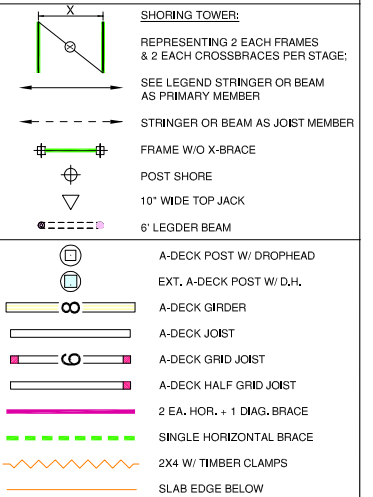 X
SHORING TOWER:
REPRESENTING 2 EACH FRAMES
& 2 EACH CROSSBRACES PER STAGE;
SEE LEGEND STRINGER OR BEAM
AS PRIMARY MEMBER
STRINGER OR BEAM AS JOIST MEMBER
FRAME W/O X-BRACE
POST SHORE
10" WIDE TOP JACK
6' LEGDER BEAM
A-DECK POST W/ DROPHEAD
EXT. A-DECK POST W/ D.H.
8 A-DECK GIRDER
A-DECK JOIST
6 A-DECK GRID JOIST
A-DECK HALF GRID JOIST
2 EA. HOR. + 1 DIAG. BRACE
SINGLE HORIZONTAL BRACE
2X4 W/ TIMBER CLAMPS
SLAB EDGE BELOW